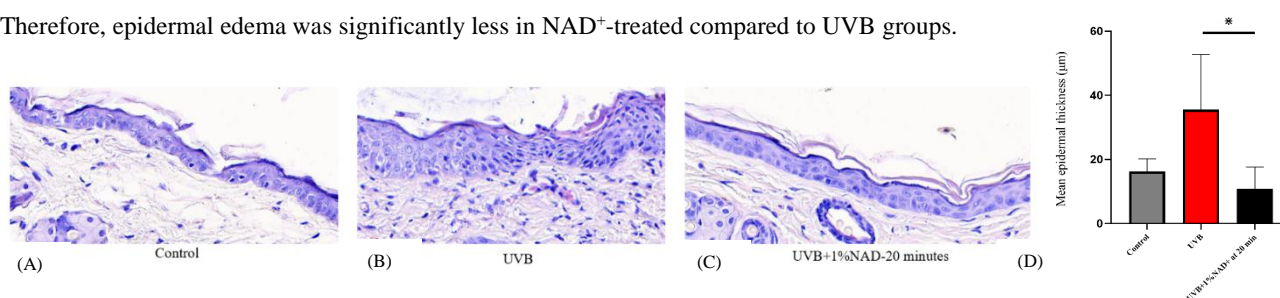 Therefore, epidermal edema was significantly less in NAD⁺-treated compared to UVB groups.
(A)
Control
(B)
UVB
(C)
UVB+1%NAD-20 minutes
(D)
Mean epidermal thickness (μm)
60
40
20
0
※
Control
UVB
UVB+1%NAD+ at 20 min